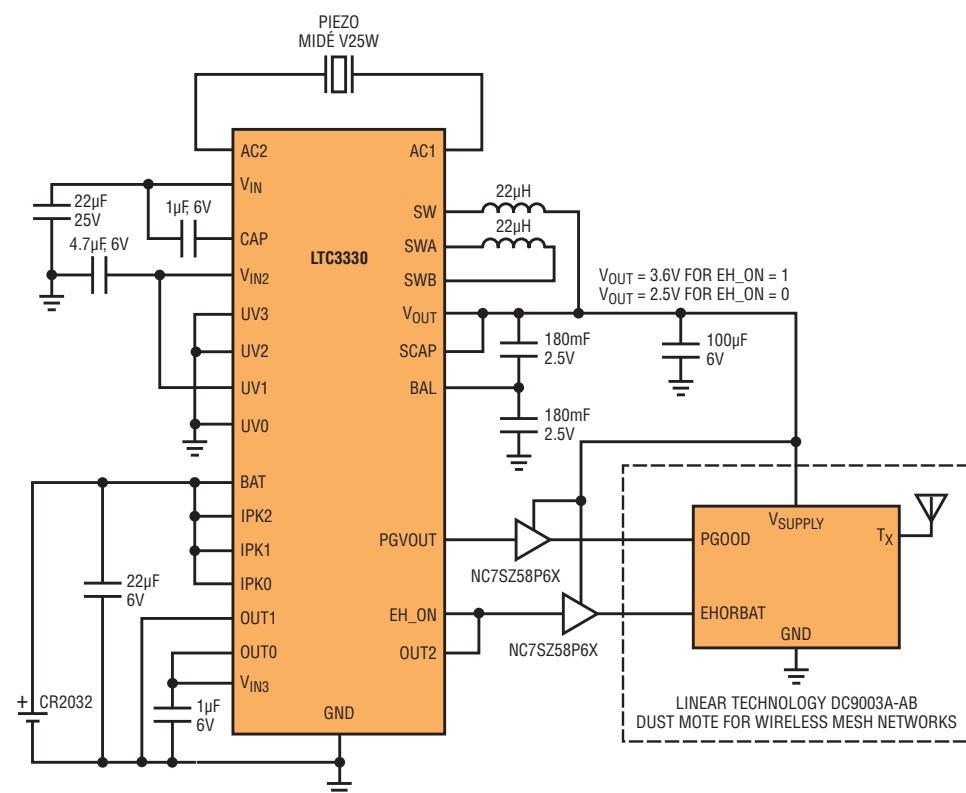 PIEZO
MIDÉ V25W
AC2
AC1
VIN
22µF
25V
1µF, 6V
CAP
4.7µF, 6V
VIN2
LTC3330
SW
22µH
SWA
22µH
SWB
VOUT = 3.6V FOR EH_ON = 1
VOUT = 2.5V FOR EH_ON = 0
UV3
VOUT
UV2
SCAP
180mF
2.5V
100µF
6V
UV1
BAL
UV0
180mF
2.5V
BAT
IPK2
IPK1
IPK0
22µF
6V
PGVOUT
NC7SZ58P6X
VSUPPLY
PGOOD
TX
OUT1
EH_ON
EHORBAT
OUT0
OUT2
NC7SZ58P6X
GND
VIN3
+
CR2032
1µF
6V
GND
LINEAR TECHNOLOGY DC9003A-AB
DUST MOTE FOR WIRELESS MESH NETWORKS